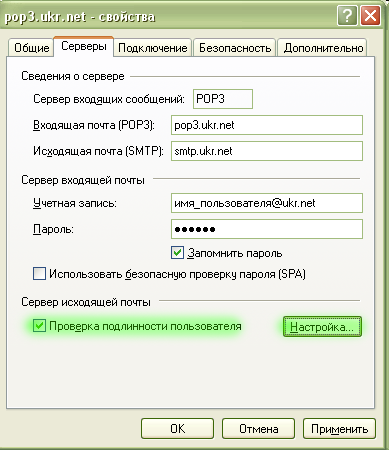 pop3.ukr.net - свойства
Общие Серверы Подключение Безопасность Дополнительно
Сведения о сервере
Сервер входящих сообщений: POP3
Входящая почта (POP3): pop3.ukr.net
Исходящая почта (SMTP): smtp.ukr.net
Сервер входящей почты
Учетная запись: имя_пользователя@ukr.net
Пароль: ●●●●●●
Запомнить пароль
Использовать безопасную проверку пароля (SPA)
Сервер исходящей почты
Проверка подлинности пользователя Настройка...
OK Отмена Применить